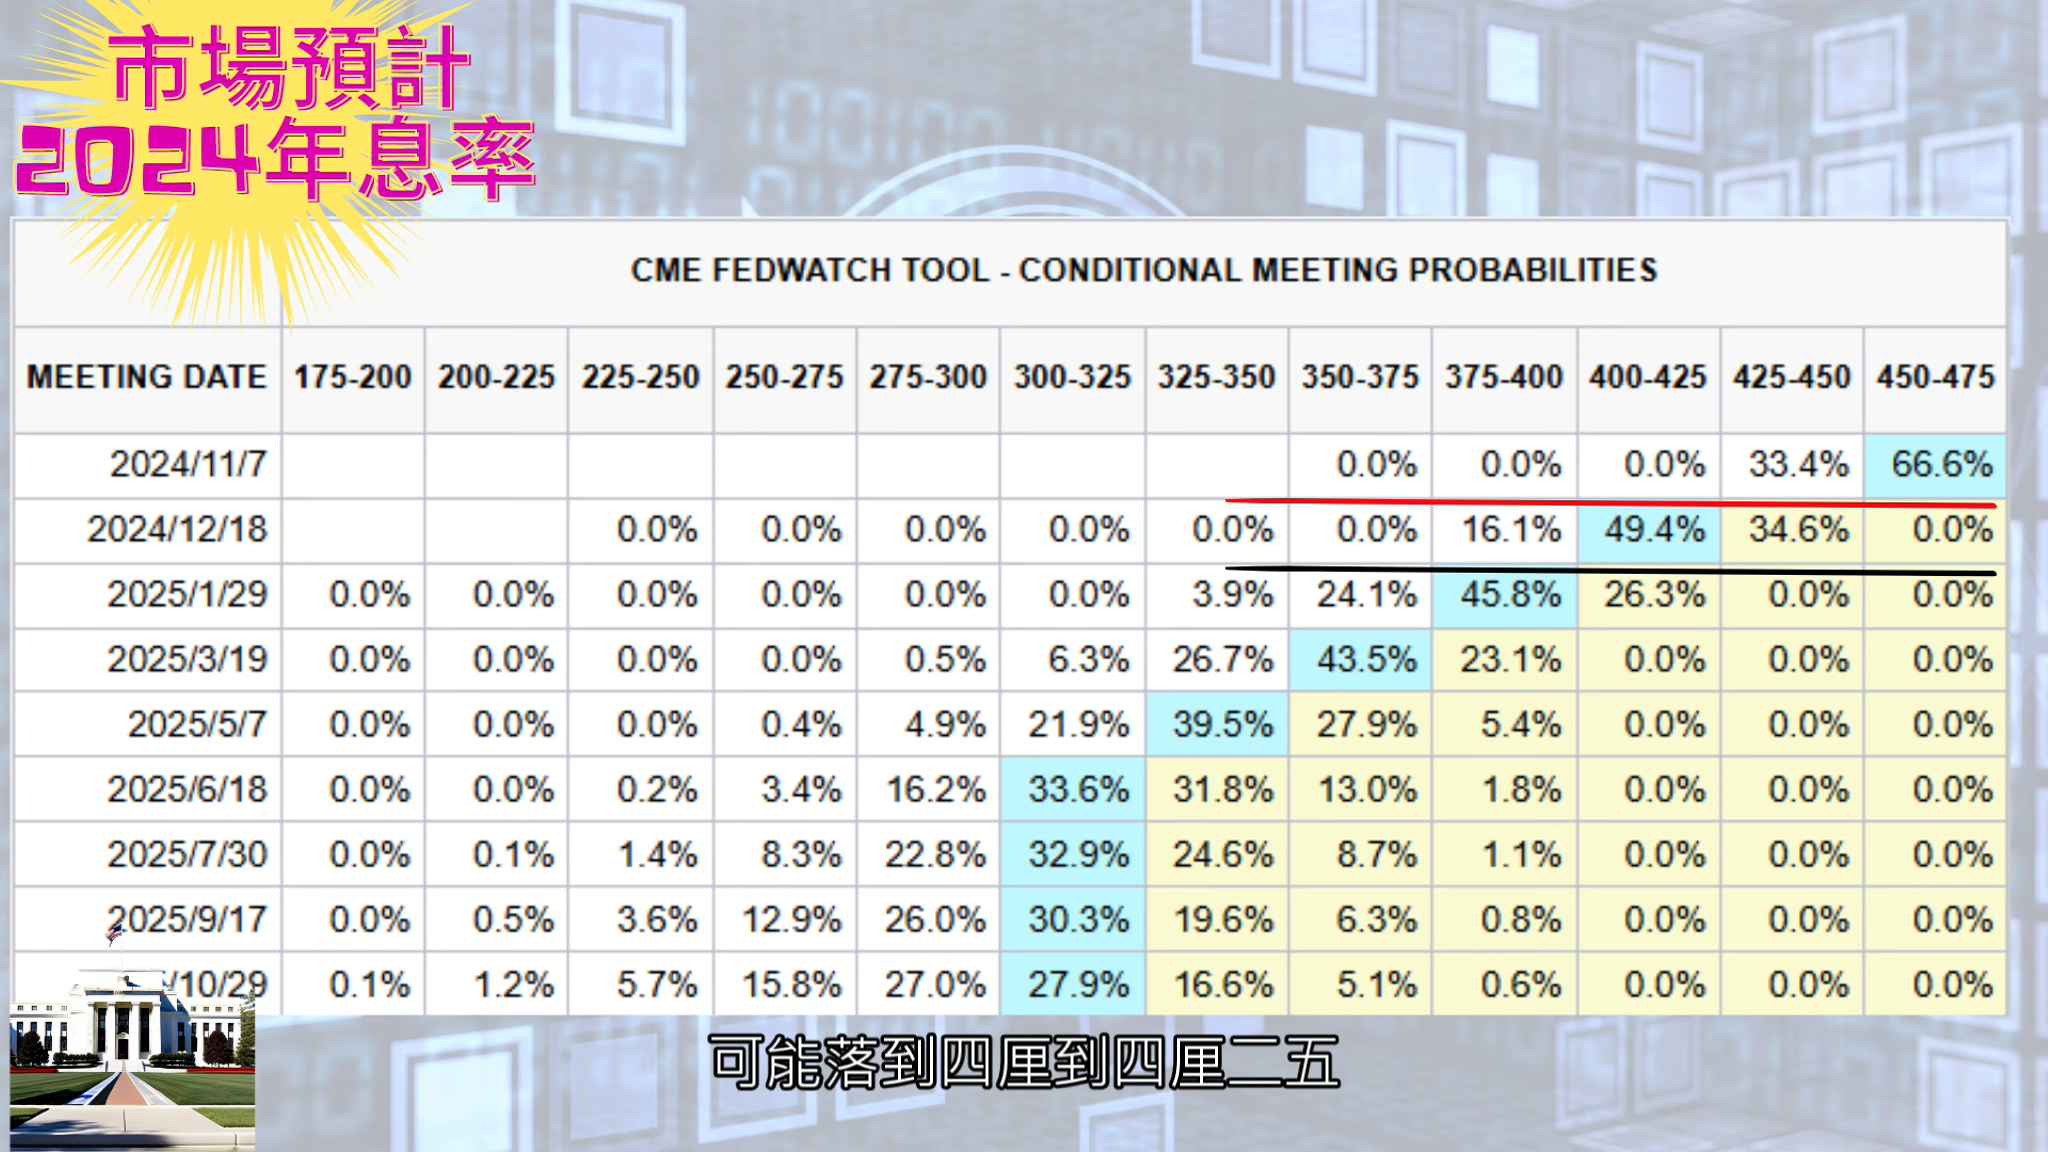 市場預計
2024年息率
CME FEDWATCH TOOL - CONDITIONAL MEETING PROBABILITIES
MEETING DATE 175-200 200-225 225-250 250-275 275-300 300-325 325-350 350-375 375-400 400-425 425-450 450-475
2024/11/7 0.0% 0.0% 0.0% 33.4% 66.6%
2024/12/18 0.0% 0.0% 0.0% 0.0% 0.0% 0.0% 16.1% 49.4% 34.6% 0.0%
2025/1/29 0.0% 0.0% 0.0% 0.0% 0.0% 0.0% 3.9% 24.1% 45.8% 26.3% 0.0% 0.0%
2025/3/19 0.0% 0.0% 0.0% 0.0% 0.5% 6.3% 26.7% 43.5% 23.1% 0.0% 0.0% 0.0%
2025/5/7 0.0% 0.0% 0.0% 0.4% 4.9% 21.9% 39.5% 27.9% 5.4% 0.0% 0.0% 0.0%
2025/6/18 0.0% 0.0% 0.2% 3.4% 16.2% 33.6% 31.8% 13.0% 1.8% 0.0% 0.0% 0.0%
2025/7/30 0.0% 0.1% 1.4% 8.3% 22.8% 32.9% 24.6% 8.7% 1.1% 0.0% 0.0% 0.0%
2025/9/17 0.0% 0.5% 3.6% 12.9% 26.0% 30.3% 19.6% 6.3% 0.8% 0.0% 0.0% 0.0%
/10/29 0.1% 1.2% 5.7% 15.8% 27.0% 27.9% 16.6% 5.1% 0.6% 0.0% 0.0% 0.0%
可能落到四厘到四厘二五